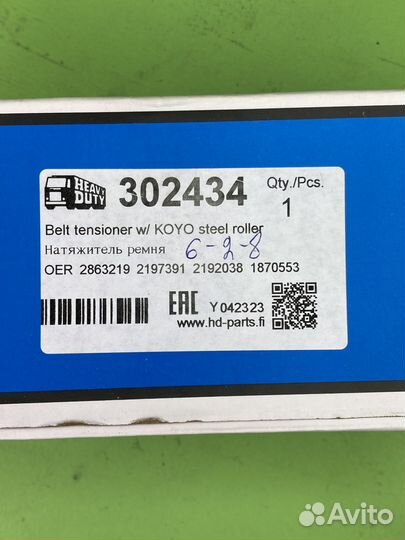 HEAVY DUTY
302434
Qty./Pcs.
1
Belt tensioner w/ KOYO steel roller
Натяжитель ремня
6-2-8
OER 2863219 2197391 2192038 1870553
EAC Y 042323
www.hd-parts.fi
Avito